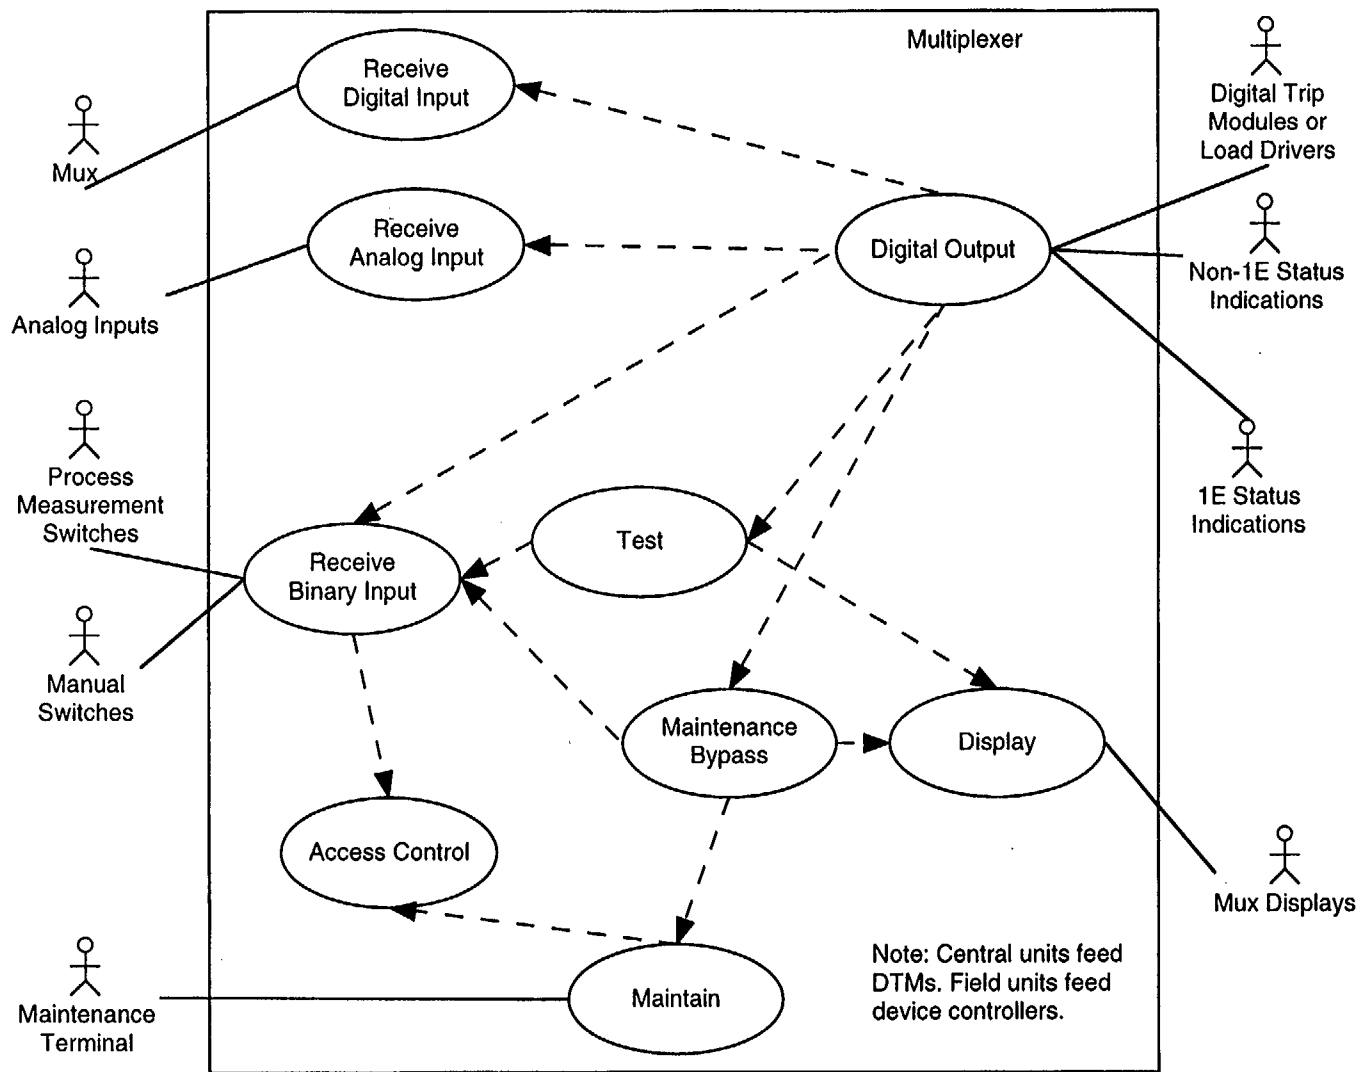 Multiplexer
Receive
Digital Input
Digital Trip
Modules or
Load Drivers
Mux
Receive
Analog Input
Digital Output
Non-1E Status
Indications
Analog Inputs
Process
Measurement
Switches
1E Status
Indications
Test
Receive
Binary Input
Manual
Switches
Maintenance
Bypass
Display
Access Control
Mux Displays
Note: Central units feed
DTMs. Field units feed
device controllers.
Maintain
Maintenance
Terminal